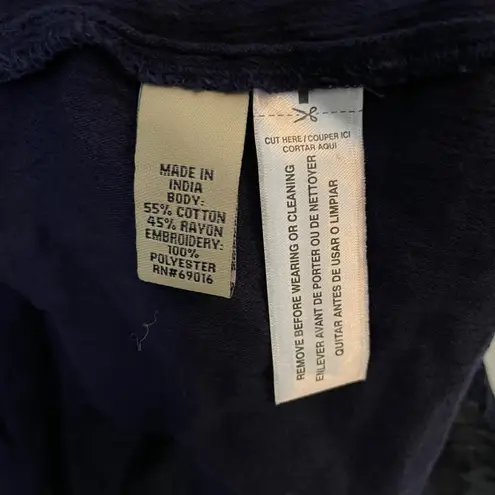 MADE IN
INDIA
BODY:
55% COTTON
45% RAYON
EMBROIDERY:
100%
POLYESTER
RN#69016
CUT HERE / COUPER ICI
CORTAR AQUI
REMOVE BEFORE WEARING OR CLEANING
ENLEVER AVANT DE PORTER OU DE NETTOYER
QUITAR ANTES DE USAR O LIMPIAR